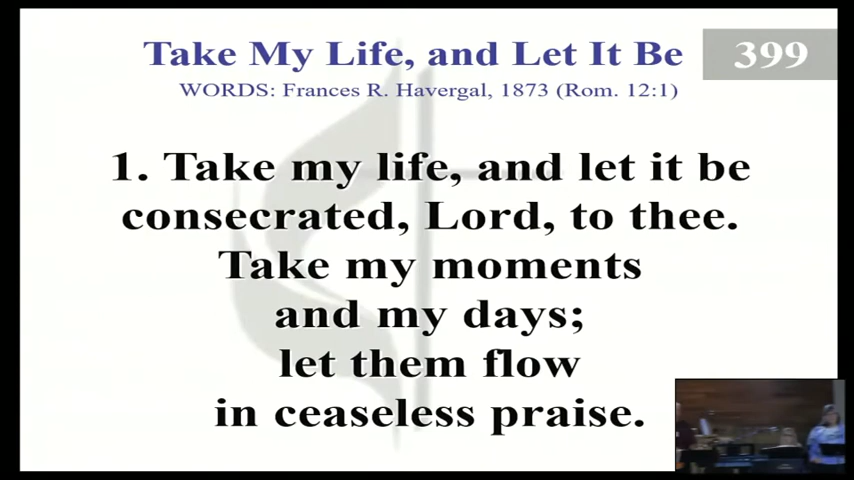 Take My Life, and Let It Be
399
WORDS: Frances R. Havergal, 1873 (Rom. 12:1)
1. Take my life, and let it be
consecrated, Lord, to thee.
Take my moments
and my days;
let them flow
in ceaseless praise.